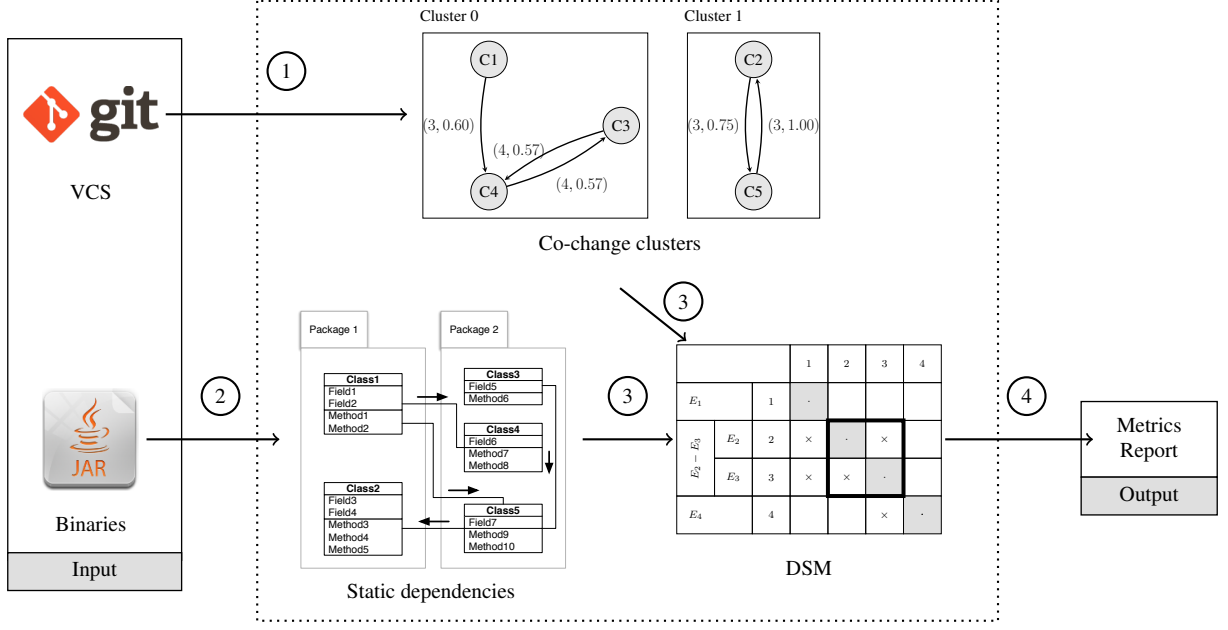 git
VCS
JAR
Binaries
Input
1
2
Cluster 0
C1
(3, 0.60)
C3
(4, 0.57)
C4
(4, 0.57)
Cluster 1
C2
(3, 0.75)
(3, 1.00)
C5
Co-change clusters
3
Package 1
Class1
Field1
Field2
Method1
Method2
Class2
Field3
Field4
Method3
Method4
Method5
Package 2
Class3
Field5
Method6
Class4
Field6
Method7
Method8
Class5
Field7
Method9
Method10
Static dependencies
3
1 2 3 4
E1 1 ·
E2 − E3
E2 2 × · ×
E3 3 × × ·
E4 4 × ·
DSM
4
Metrics
Report
Output